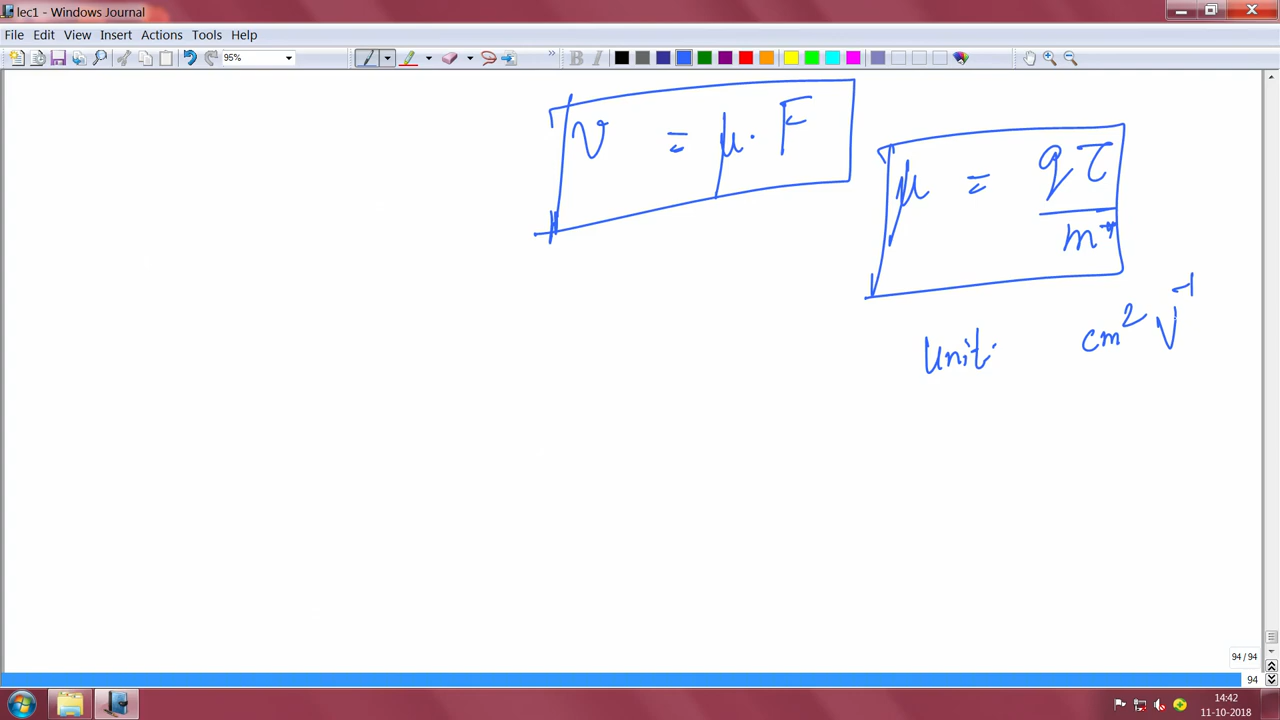 lec1 - Windows Journal
File Edit View Insert Actions Tools Help
95%
v = μ · F
μ = qτ / m*
Unit: cm² V⁻¹
94 / 94
94
14:42
11-10-2018